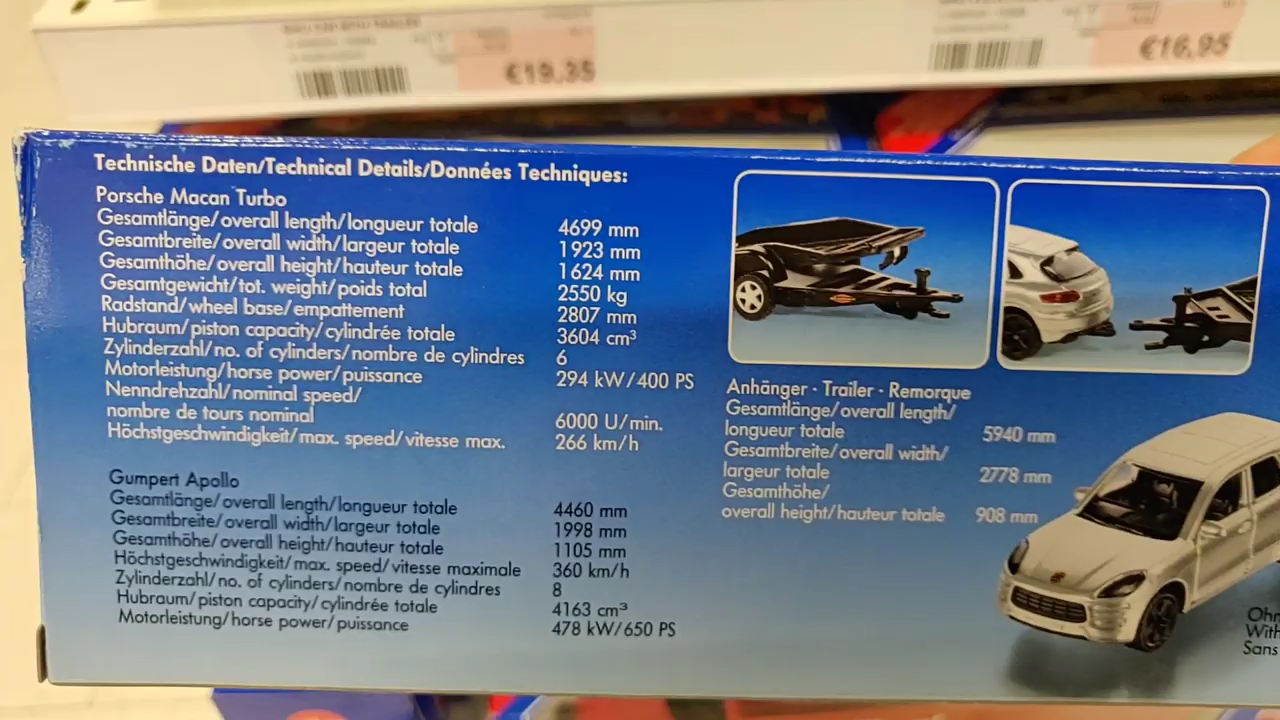 €19,35
€16,95
Technische Daten/Technical Details/Données Techniques:
Porsche Macan Turbo
Gesamtlänge/overall length/longueur totale 4699 mm
Gesamtbreite/overall width/largeur totale 1923 mm
Gesamthöhe/overall height/hauteur totale 1624 mm
Gesamtgewicht/tot. weight/poids total 2550 kg
Radstand/wheel base/empattement 2807 mm
Hubraum/piston capacity/cylindrée totale 3604 cm³
Zylinderzahl/no. of cylinders/nombre de cylindres 6
Motorleistung/horse power/puissance 294 kW/400 PS
Nenndrehzahl/nominal speed/
nombre de tours nominal 6000 U/min.
Höchstgeschwindigkeit/max. speed/vitesse max. 266 km/h
Gumpert Apollo
Gesamtlänge/overall length/longueur totale 4460 mm
Gesamtbreite/overall width/largeur totale 1998 mm
Gesamthöhe/overall height/hauteur totale 1105 mm
Höchstgeschwindigkeit/max. speed/vitesse maximale 360 km/h
Zylinderzahl/no. of cylinders/nombre de cylindres 8
Hubraum/piston capacity/cylindrée totale 4163 cm³
Motorleistung/horse power/puissance 478 kW/650 PS
Anhänger · Trailer · Remorque
Gesamtlänge/overall length/
longueur totale 5940 mm
Gesamtbreite/overall width/
largeur totale 2778 mm
Gesamthöhe/
overall height/hauteur totale 908 mm
Ohn
With
Sans